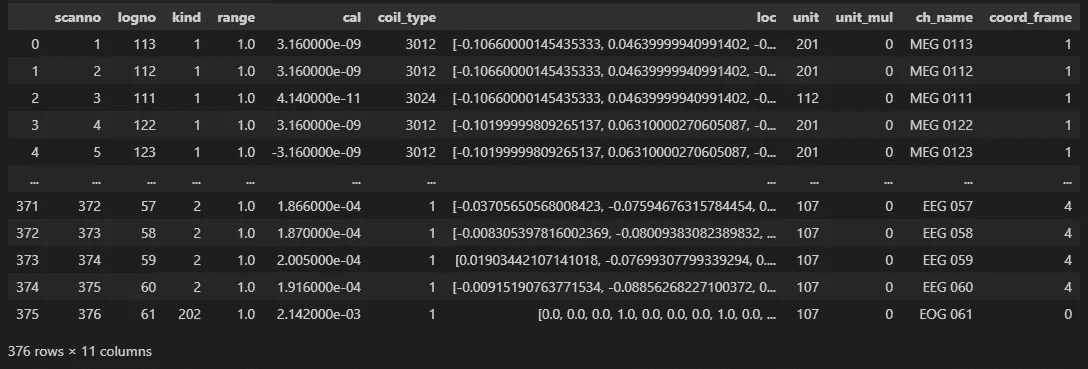 scanno logno kind range cal coil_type loc unit unit_mul ch_name coord_frame
0 1 113 1 1.0 3.160000e-09 3012 [-0.10660000145435333, 0.04639999940991402, -0... 201 0 MEG 0113 1
1 2 112 1 1.0 3.160000e-09 3012 [-0.10660000145435333, 0.04639999940991402, -0... 201 0 MEG 0112 1
2 3 111 1 1.0 4.140000e-11 3024 [-0.10660000145435333, 0.04639999940991402, -0... 112 0 MEG 0111 1
3 4 122 1 1.0 3.160000e-09 3012 [-0.10199999809265137, 0.06310000270605087, -0... 201 0 MEG 0122 1
4 5 123 1 1.0 -3.160000e-09 3012 [-0.10199999809265137, 0.06310000270605087, -0... 201 0 MEG 0123 1
... ... ... ... ... ... ... ... ... ... ... ...
371 372 57 2 1.0 1.866000e-04 1 [-0.03705650568008423, -0.07594676315784454, 0... 107 0 EEG 057 4
372 373 58 2 1.0 1.870000e-04 1 [-0.008305397816002369, -0.08009383082389832, ... 107 0 EEG 058 4
373 374 59 2 1.0 2.005000e-04 1 [0.01903442107141018, -0.07699307799339294, 0.... 107 0 EEG 059 4
374 375 60 2 1.0 1.916000e-04 1 [-0.00915190763771534, -0.08856268227100372, 0... 107 0 EEG 060 4
375 376 61 202 1.0 2.142000e-03 1 [0.0, 0.0, 0.0, 1.0, 0.0, 0.0, 0.0, 1.0, 0.0, ... 107 0 EOG 061 0
376 rows × 11 columns